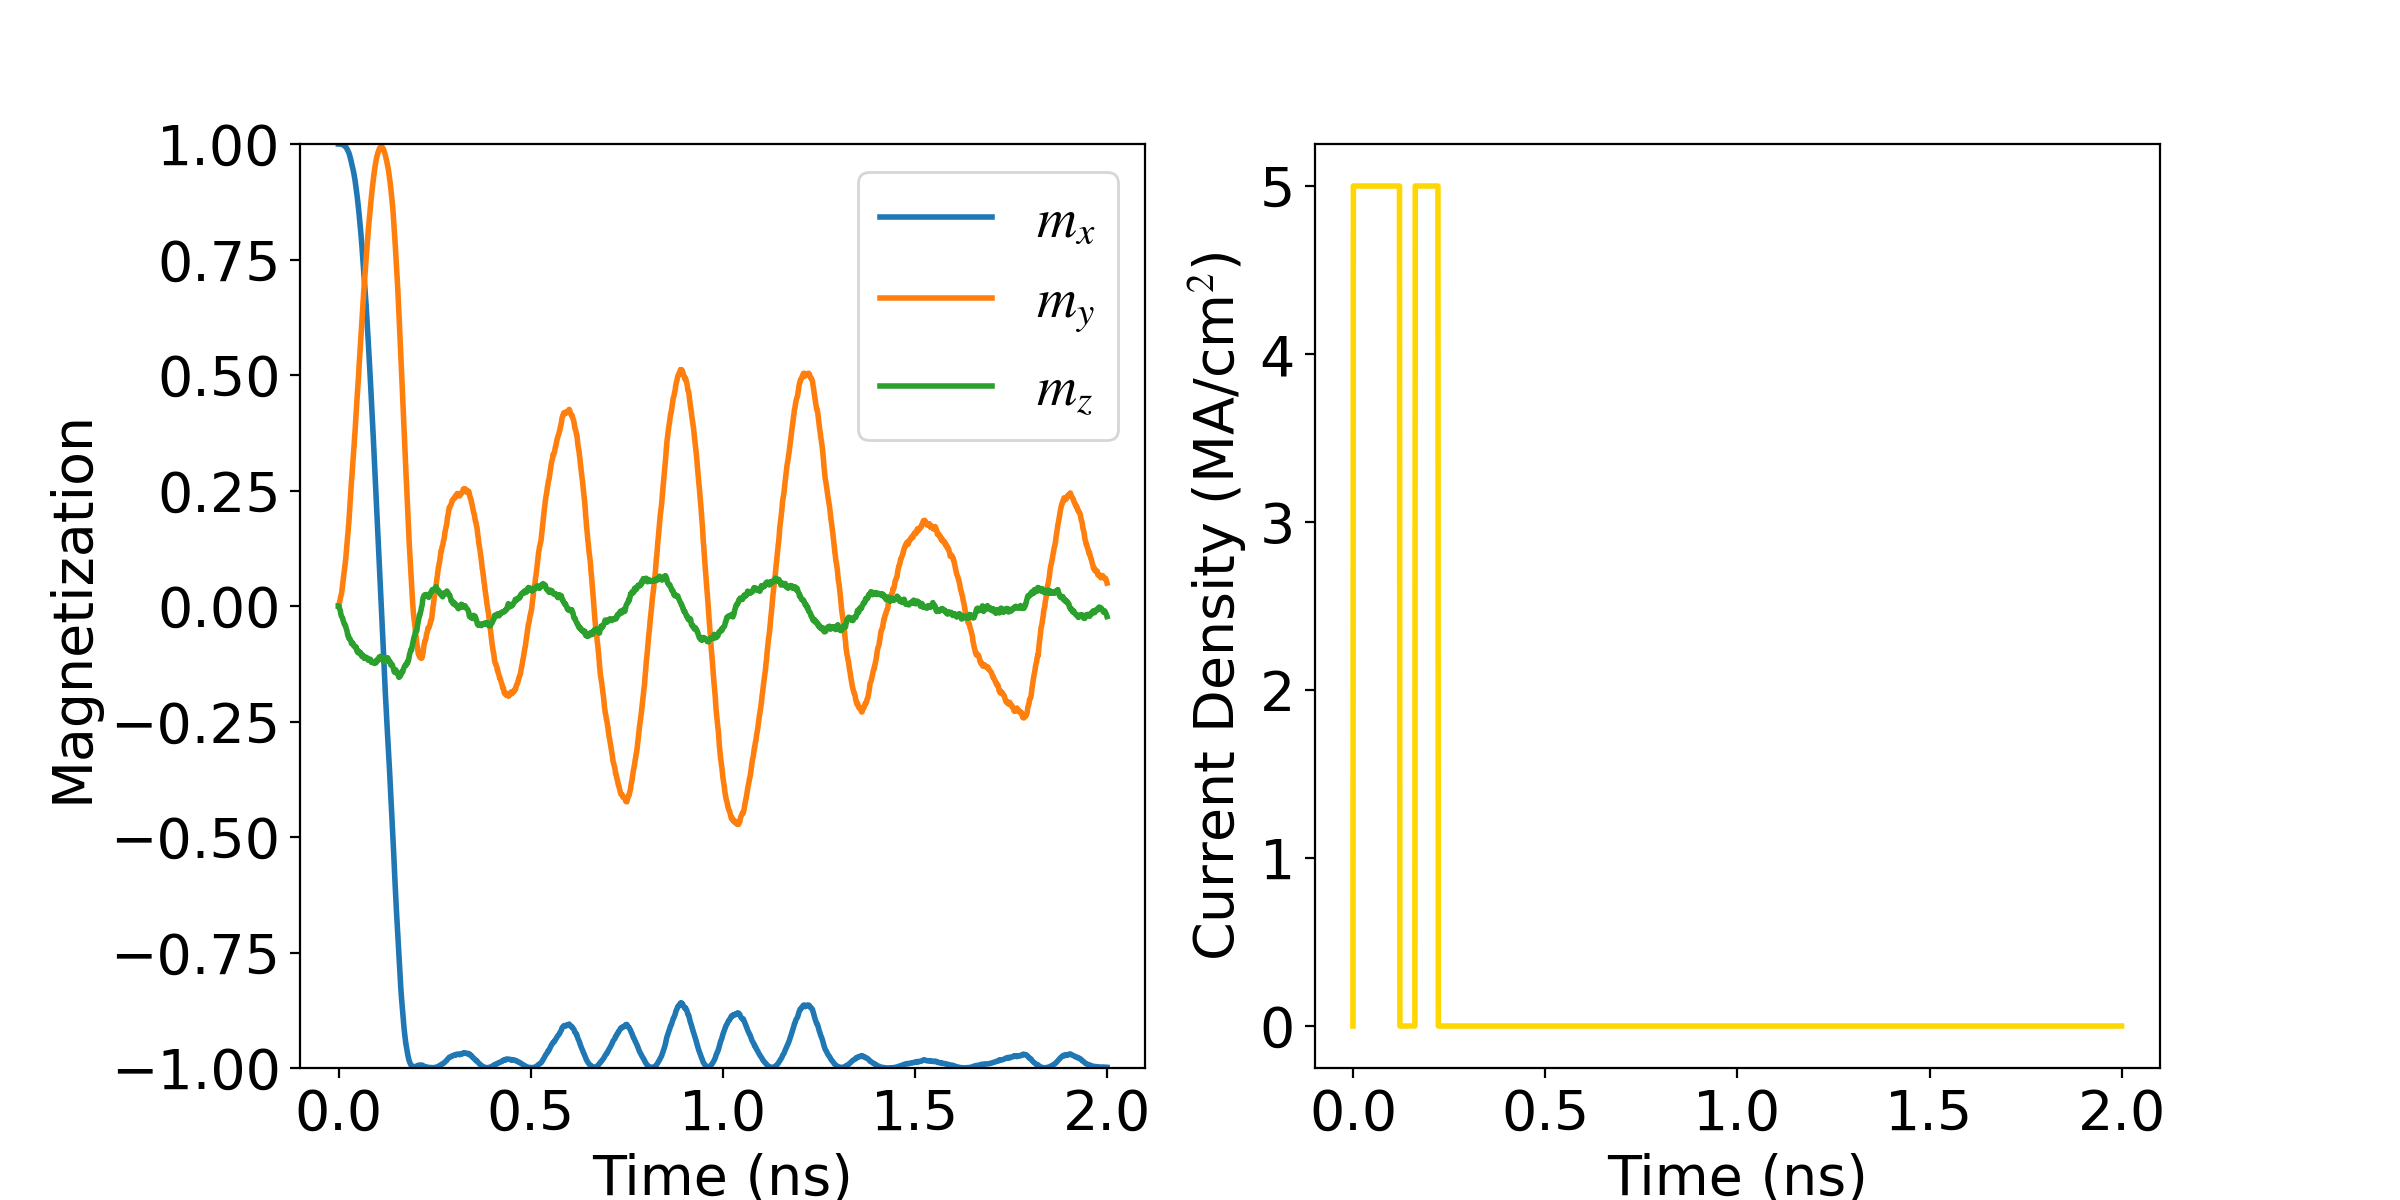 Magnetization
1.00
0.75
0.50
0.25
0.00
−0.25
−0.50
−0.75
−1.00
0.0 0.5 1.0 1.5 2.0
Time (ns)
m_x
m_y
m_z
Current Density (MA/cm²)
5
4
3
2
1
0
0.0 0.5 1.0 1.5 2.0
Time (ns)